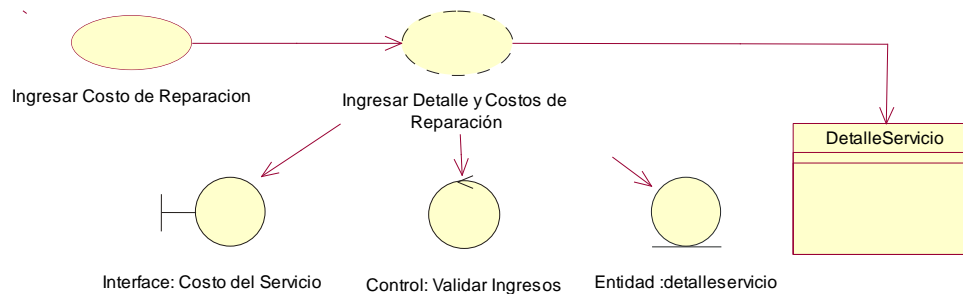 Ingresar Costo de Reparacion
Ingresar Detalle y Costos de
Reparación
DetalleServicio
Interface: Costo del Servicio
Control: Validar Ingresos
Entidad :detalleservicio